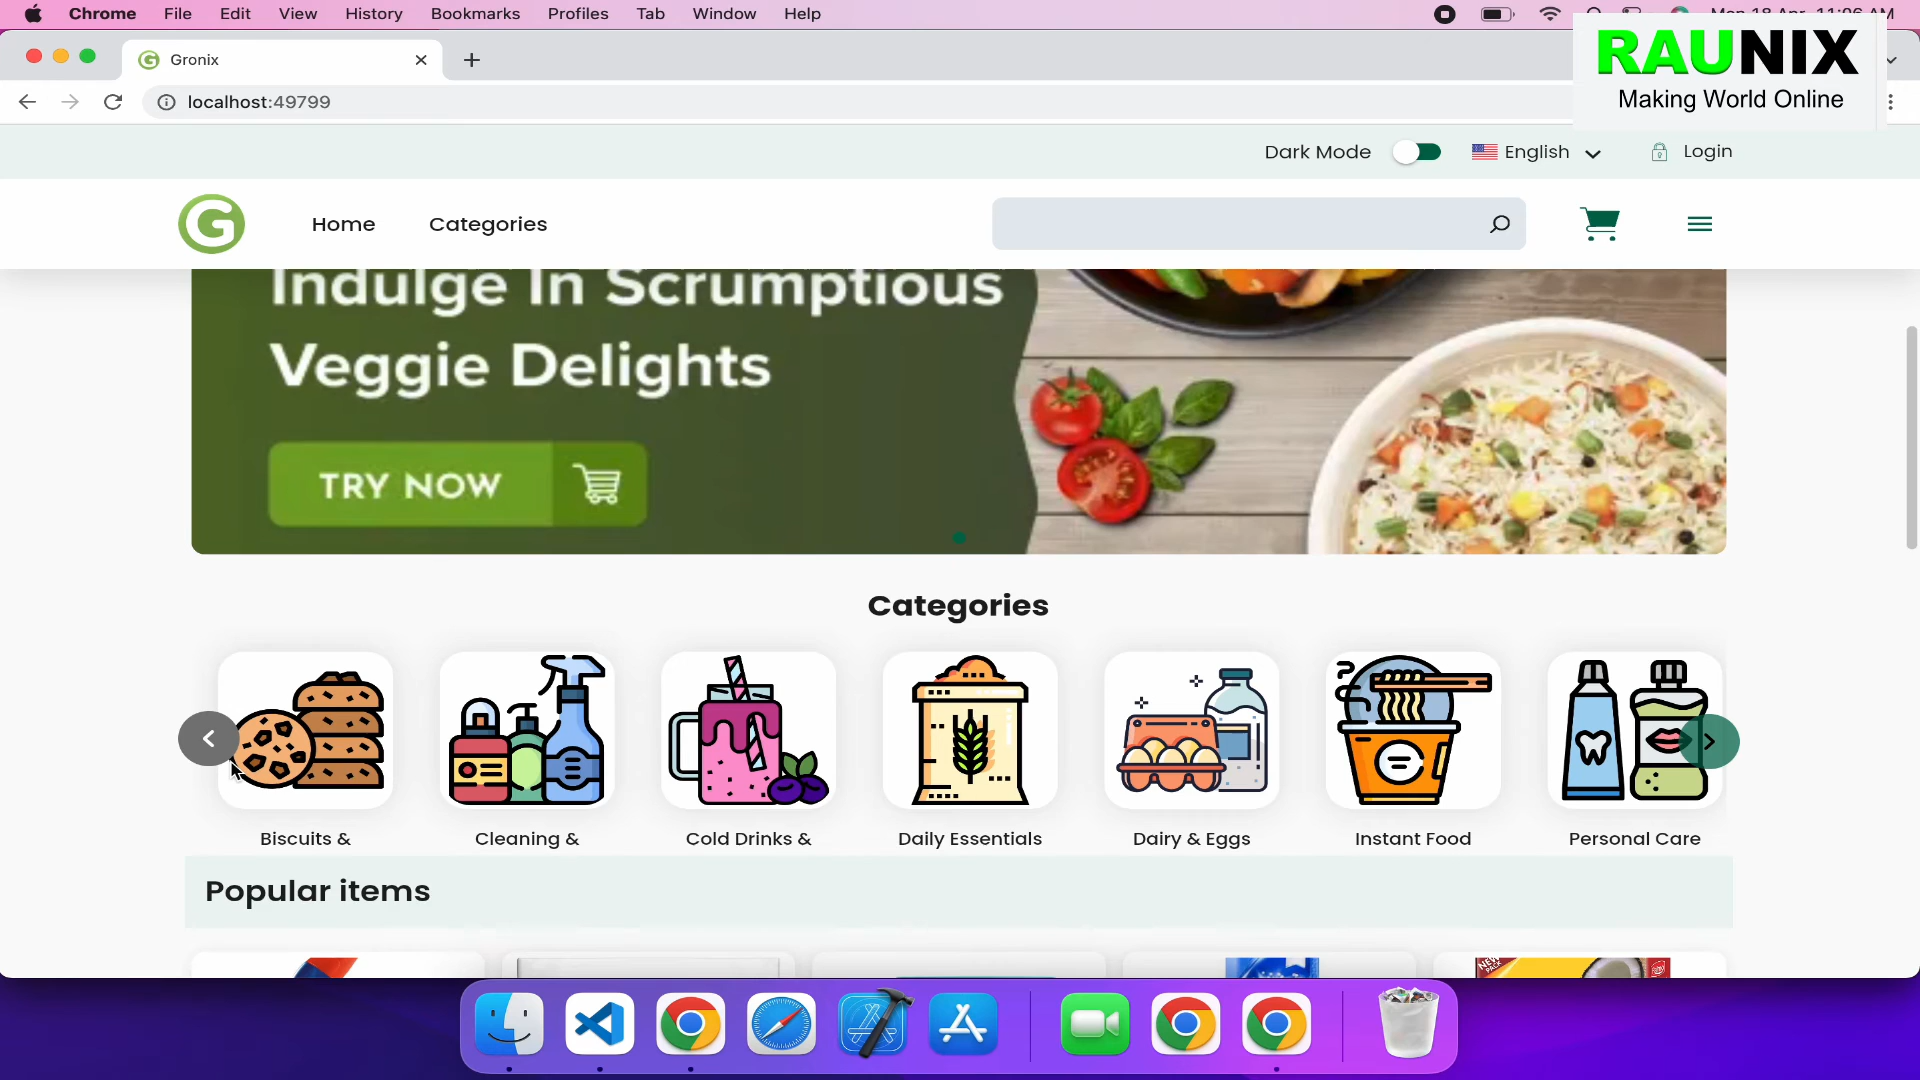 Chrome File Edit View History Bookmarks Profiles Tab Window Help
RAUNIX
Making World Online
Gronix
localhost:49799
Dark Mode English Login
G Home Categories
Indulge In Scrumptious
Veggie Delights
TRY NOW
Categories
Biscuits & Cleaning & Cold Drinks & Daily Essentials Dairy & Eggs Instant Food Personal Care
Popular items
NEW
PACK